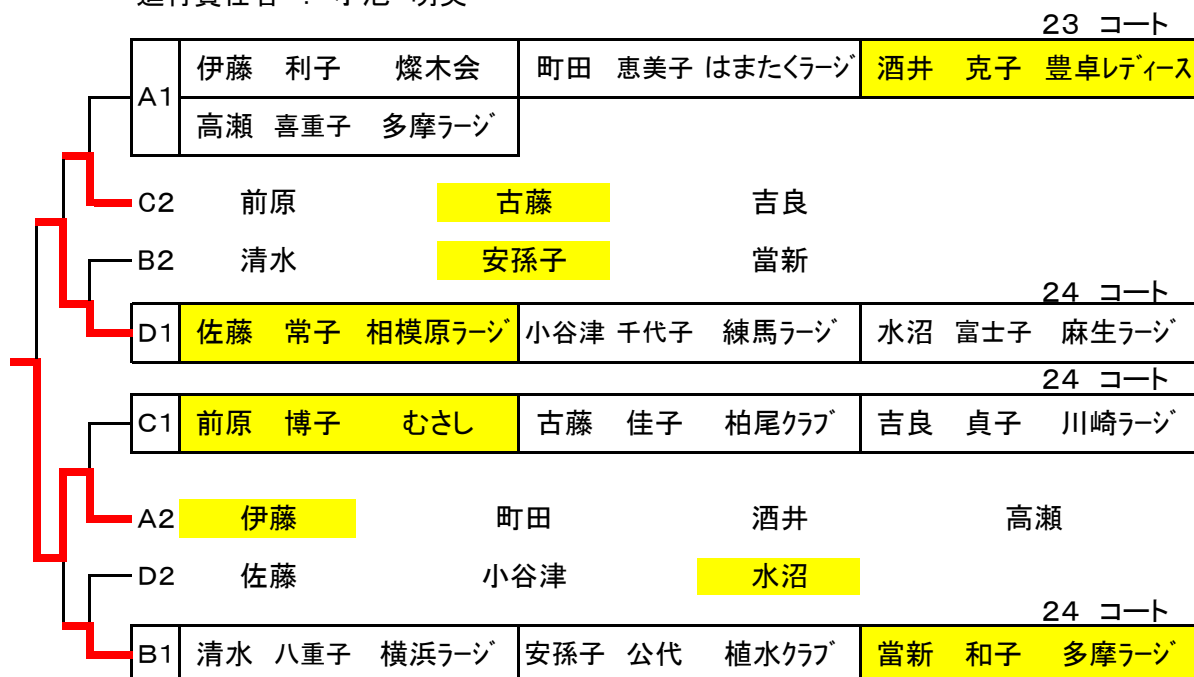 23 コート
A1 伊藤 利子 燦木会 町田 恵美子 はまたくラージ 酒井 克子 豊卓レディース
高瀬 喜重子 多摩ラージ
C2 前原 古藤 吉良
B2 清水 安孫子 當新
24 コート
D1 佐藤 常子 相模原ラージ 小谷津 千代子 練馬ラージ 水沼 富士子 麻生ラージ
24 コート
C1 前原 博子 むさし 古藤 佳子 柏尾クラブ 吉良 貞子 川崎ラージ
A2 伊藤 町田 酒井 高瀬
D2 佐藤 小谷津 水沼
24 コート
B1 清水 八重子 横浜ラージ 安孫子 公代 植水クラブ 當新 和子 多摩ラージ